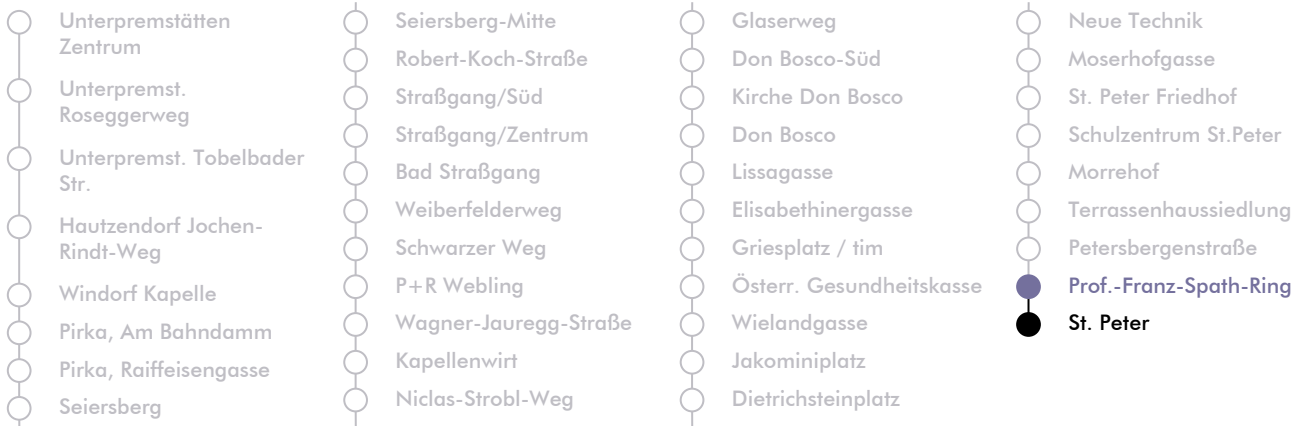 Unterpremstätten
Zentrum
Unterpremst.
Roseggerweg
Unterpremst. Tobelbader
Str.
Hautzendorf Jochen-
Rindt-Weg
Windorf Kapelle
Pirka, Am Bahndamm
Pirka, Raiffeisengasse
Seiersberg
Seiersberg-Mitte
Robert-Koch-Straße
Straßgang/Süd
Straßgang/Zentrum
Bad Straßgang
Weiberfelderweg
Schwarzer Weg
P+R Webling
Wagner-Jauregg-Straße
Kapellenwirt
Niclas-Strobl-Weg
Glaserweg
Don Bosco-Süd
Kirche Don Bosco
Don Bosco
Lissagasse
Elisabethinergasse
Griesplatz / tim
Österr. Gesundheitskasse
Wielandgasse
Jakominiplatz
Dietrichsteinplatz
Neue Technik
Moserhofgasse
St. Peter Friedhof
Schulzentrum St.Peter
Morrehof
Terrassenhaussiedlung
Petersbergenstraße
Prof.-Franz-Spath-Ring
St. Peter